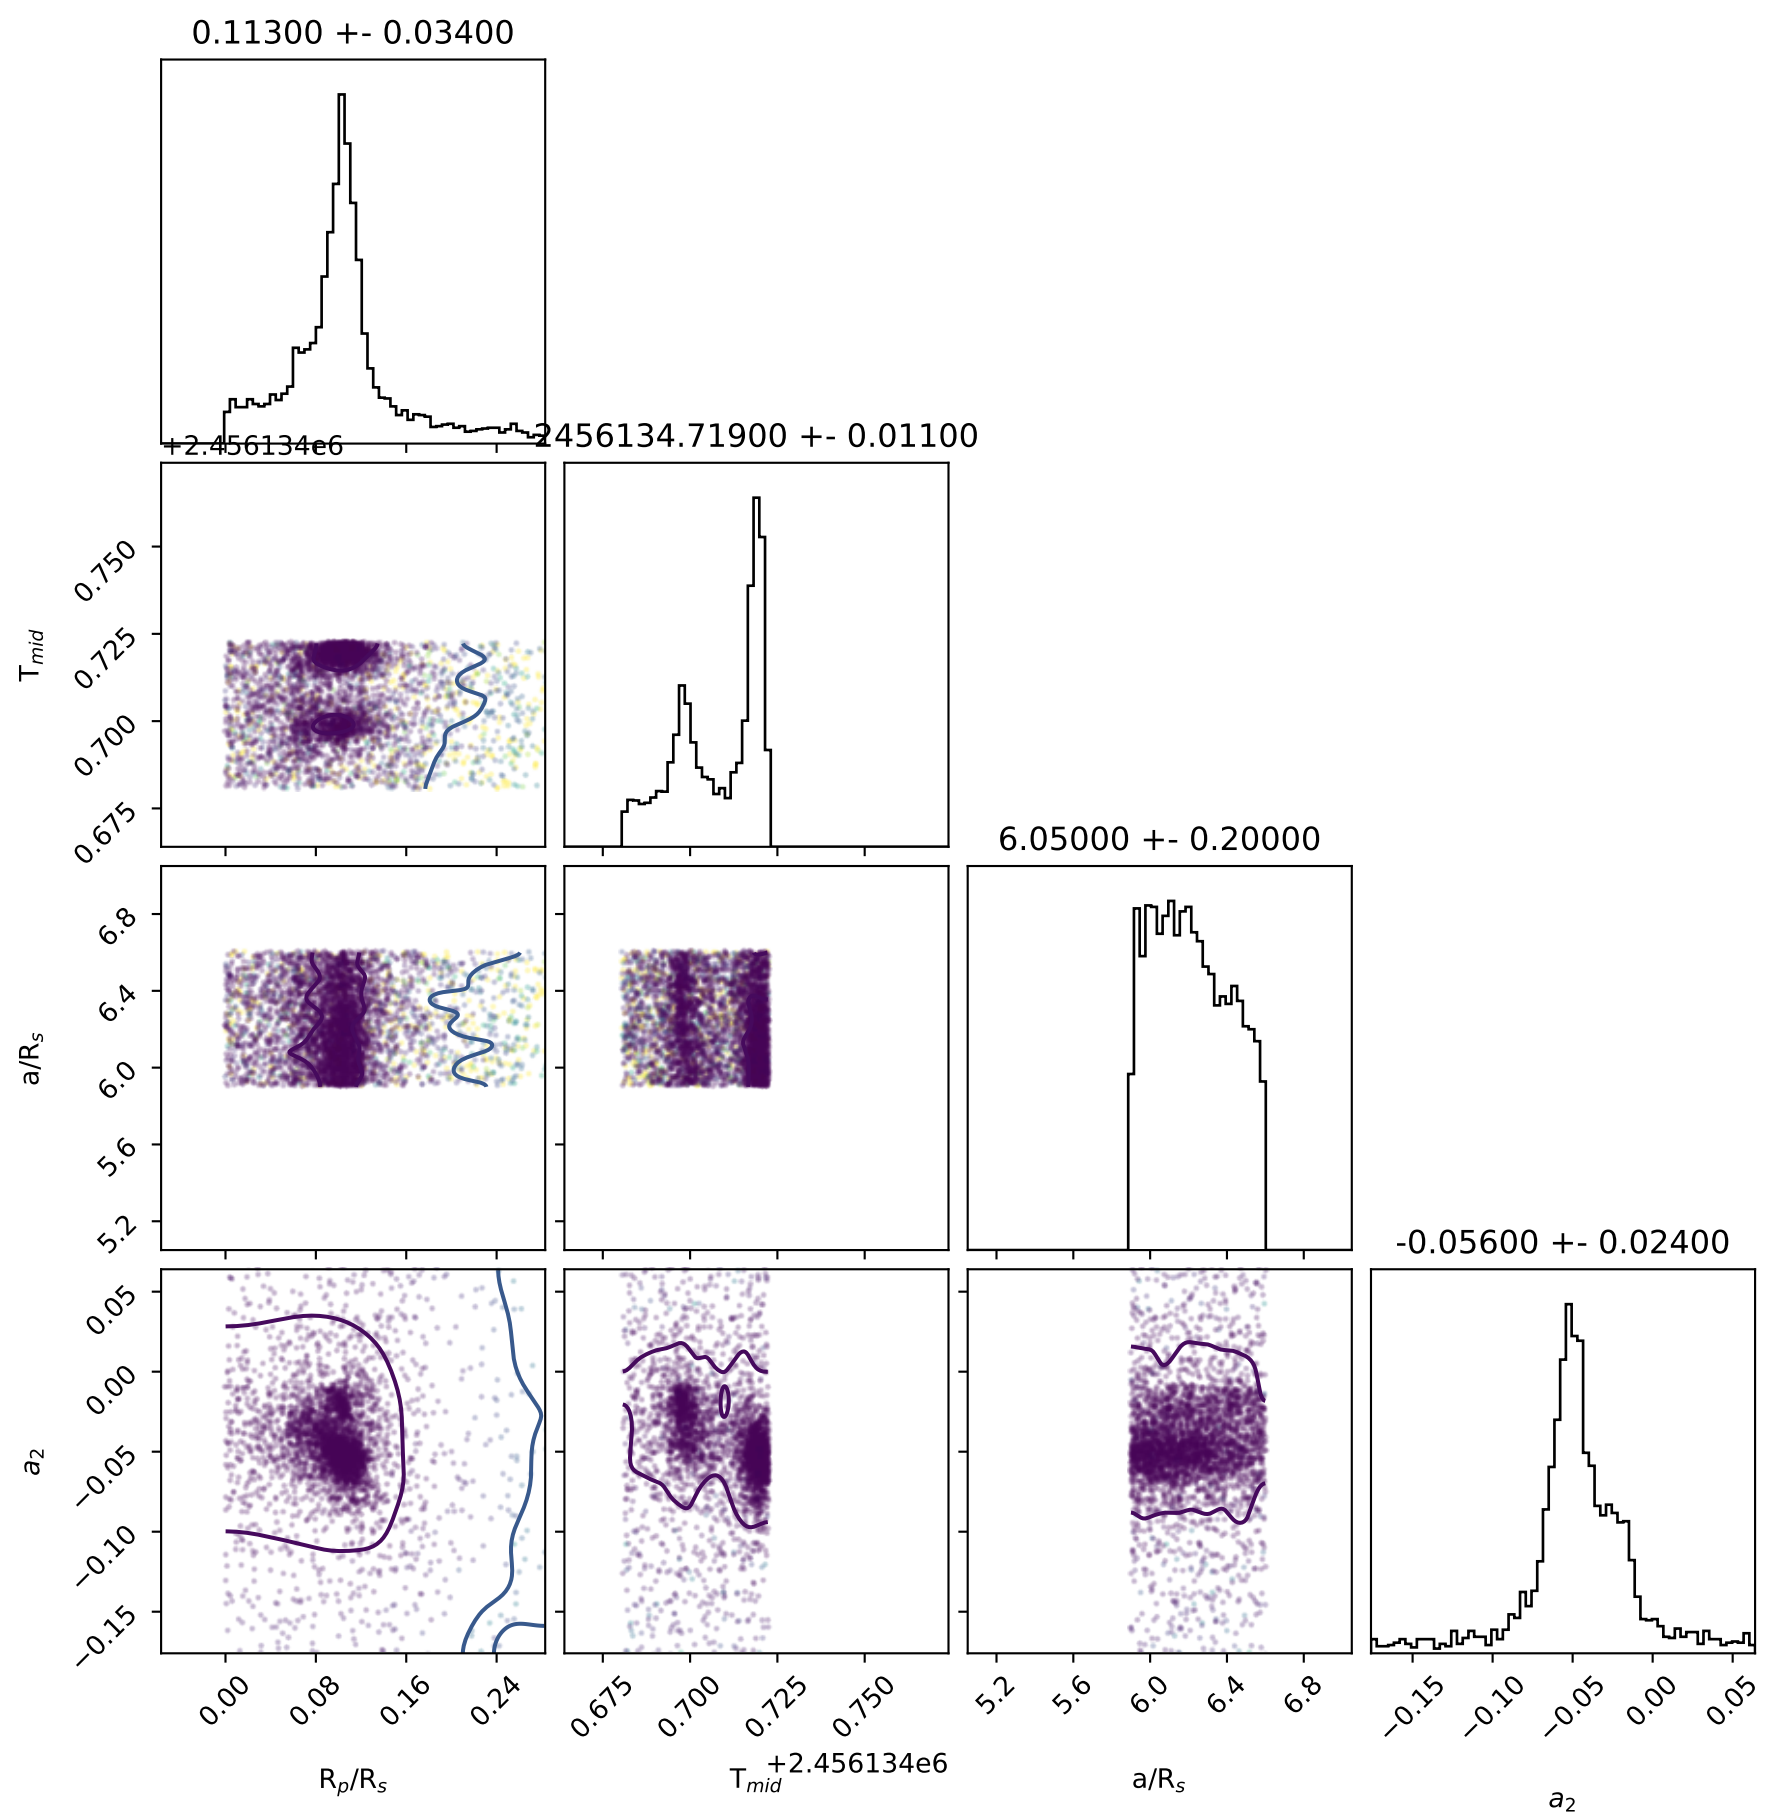 0.11300 +- 0.03400
+2.456134e6
2456134.71900 +- 0.01100
0.750
0.725
0.700
0.675
T_mid
6.05000 +- 0.20000
6.8
6.4
6.0
5.6
5.2
a/R_s
-0.05600 +- 0.02400
0.05
0.00
−0.05
−0.10
−0.15
a_2
0.00 0.08 0.16 0.24
0.675 0.700 0.725 0.750
5.2 5.6 6.0 6.4 6.8
−0.15 −0.10 −0.05 0.00 0.05
+2.456134e6
R_p/R_s
T_mid
a/R_s
a_2